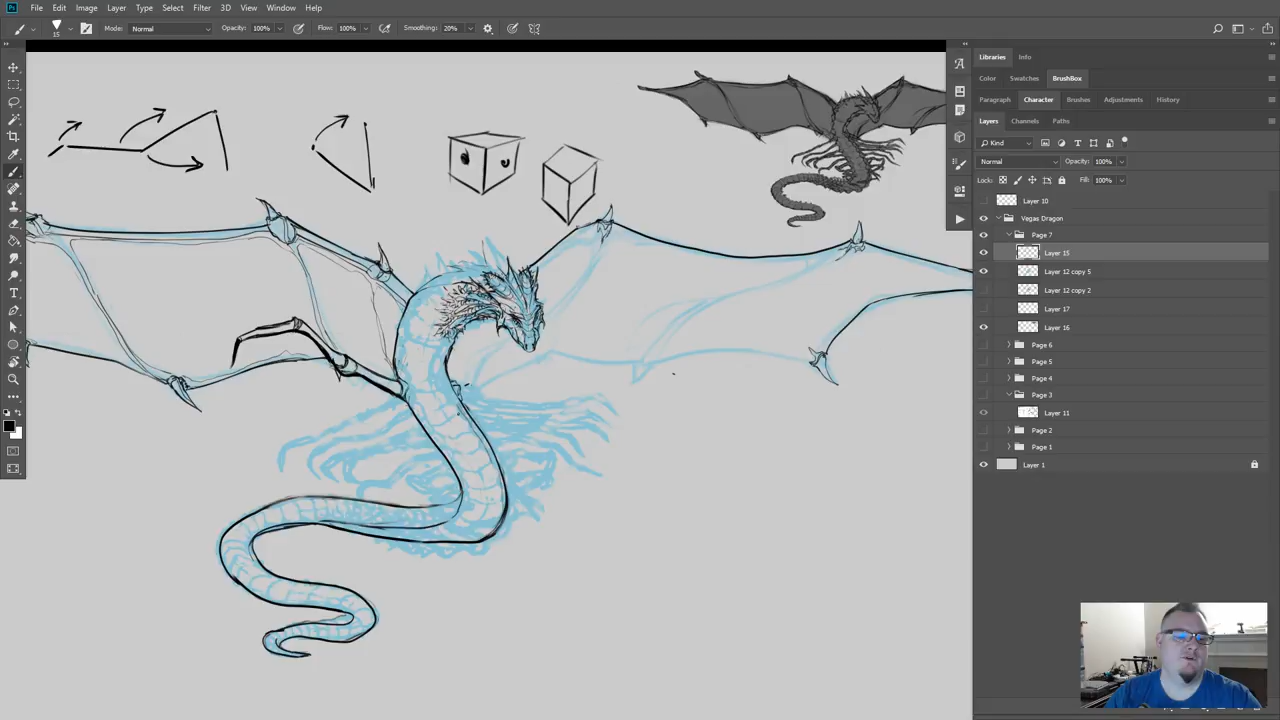 Ps File Edit Image Layer Type Select Filter 3D View Window Help
15 Mode: Normal Opacity: 100% Flow: 100% Smoothing: 20%
Libraries Info
Color Swatches BrushBox
Paragraph Character Brushes Adjustments History
Layers Channels Paths
Kind
Normal Opacity: 100%
Lock: Fill: 100%
Layer 10
Vegas Dragon
Page 7
Layer 15
Layer 12 copy 5
Layer 12 copy 2
Layer 17
Layer 16
Page 6
Page 5
Page 4
Page 3
Layer 11
Page 2
Page 1
Layer 1